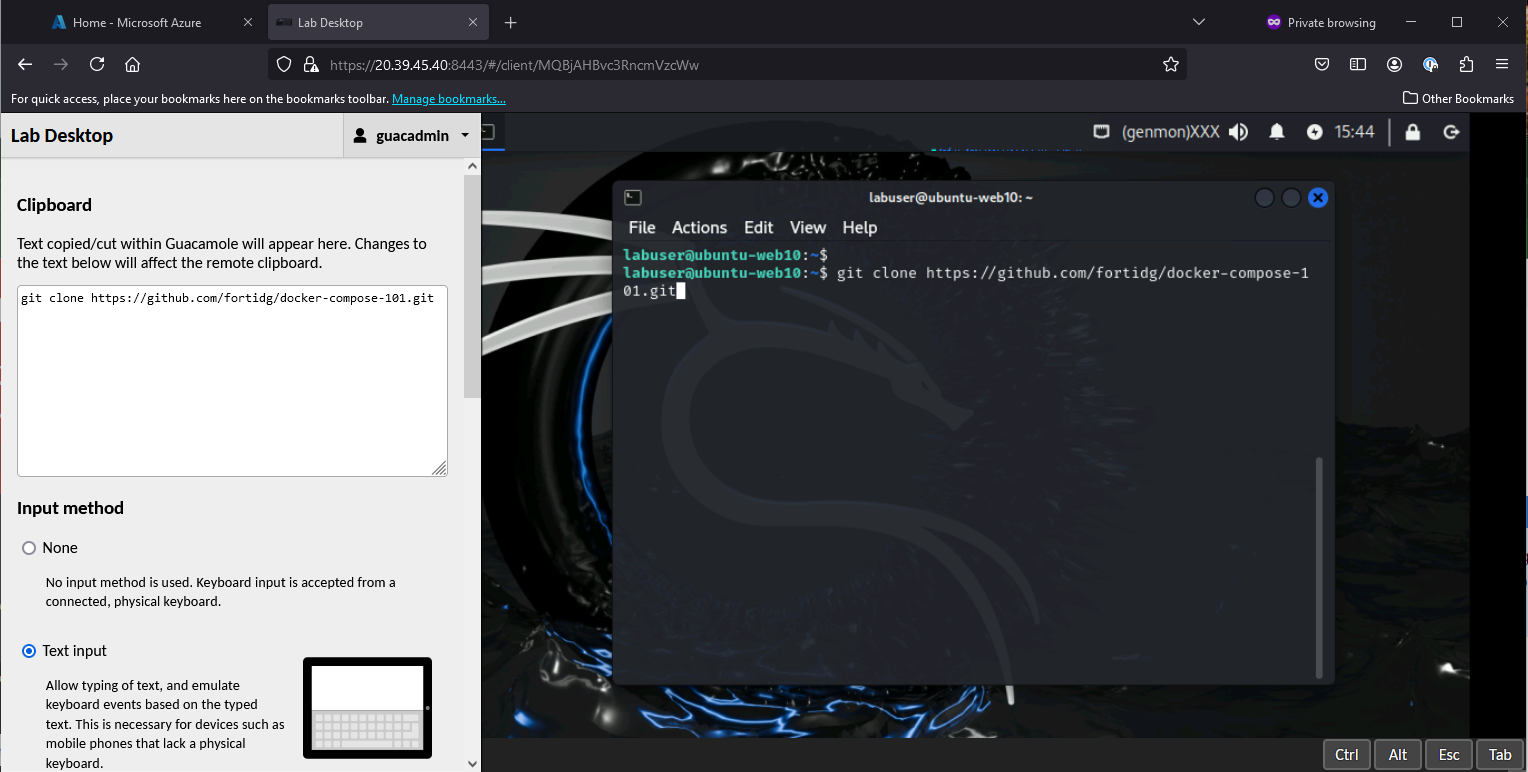 Home - Microsoft Azure
Lab Desktop
Private browsing
https://20.39.45.40:8443/#/client/MQBjAHBvc3RncmVzcWw
For quick access, place your bookmarks here on the bookmarks toolbar. Manage bookmarks...
Other Bookmarks
Lab Desktop
guacadmin
(genmon)XXX
15:44
Clipboard
Text copied/cut within Guacamole will appear here. Changes to
the text below will affect the remote clipboard.
git clone https://github.com/fortidg/docker-compose-101.git
Input method
None
No input method is used. Keyboard input is accepted from a
connected, physical keyboard.
Text input
Allow typing of text, and emulate
keyboard events based on the typed
text. This is necessary for devices such as
mobile phones that lack a physical
keyboard.
labuser@ubuntu-web10: ~
File Actions Edit View Help
labuser@ubuntu-web10:~$
labuser@ubuntu-web10:~$ git clone https://github.com/fortidg/docker-compose-1
01.git
Ctrl
Alt
Esc
Tab